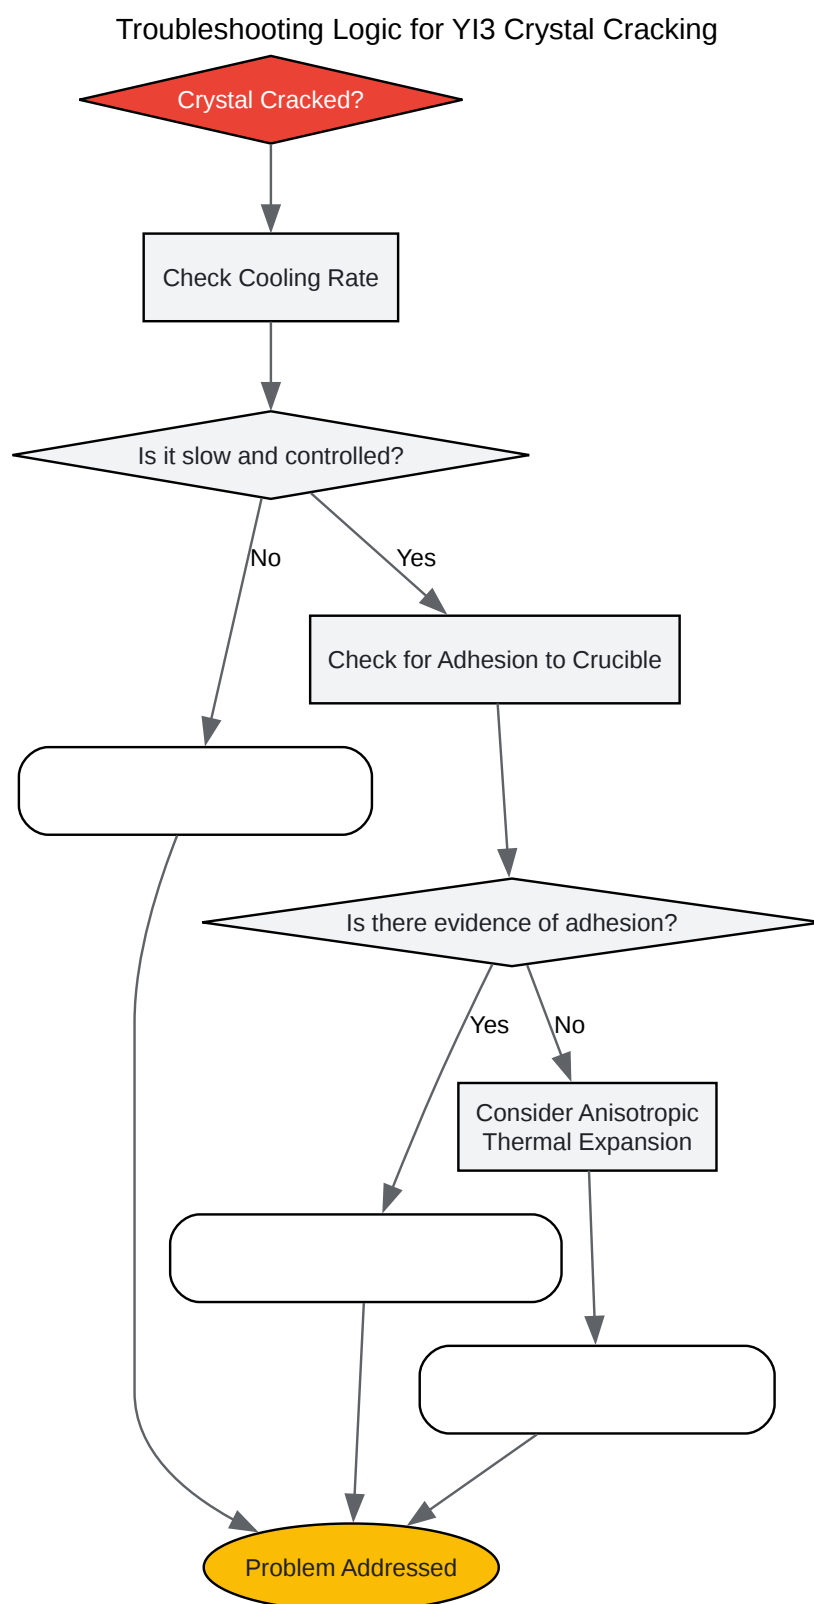 Troubleshooting Logic for YI3 Crystal Cracking
Crystal Cracked?
Check Cooling Rate
Is it slow and controlled?
No
Yes
Check for Adhesion to Crucible
Is there evidence of adhesion?
Yes
No
Consider Anisotropic
Thermal Expansion
Problem Addressed